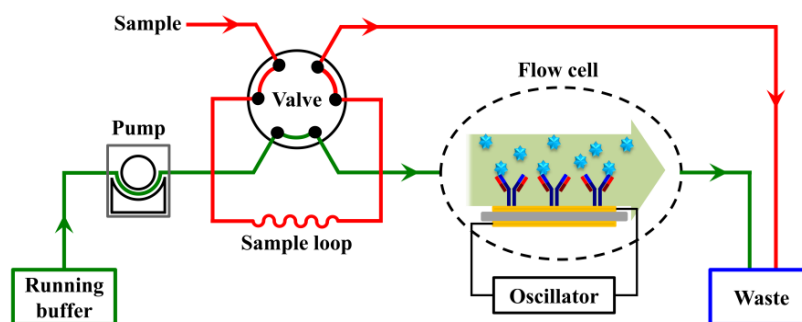 Sample
Valve
Flow cell
Pump
Sample loop
Running
buffer
Oscillator
Waste